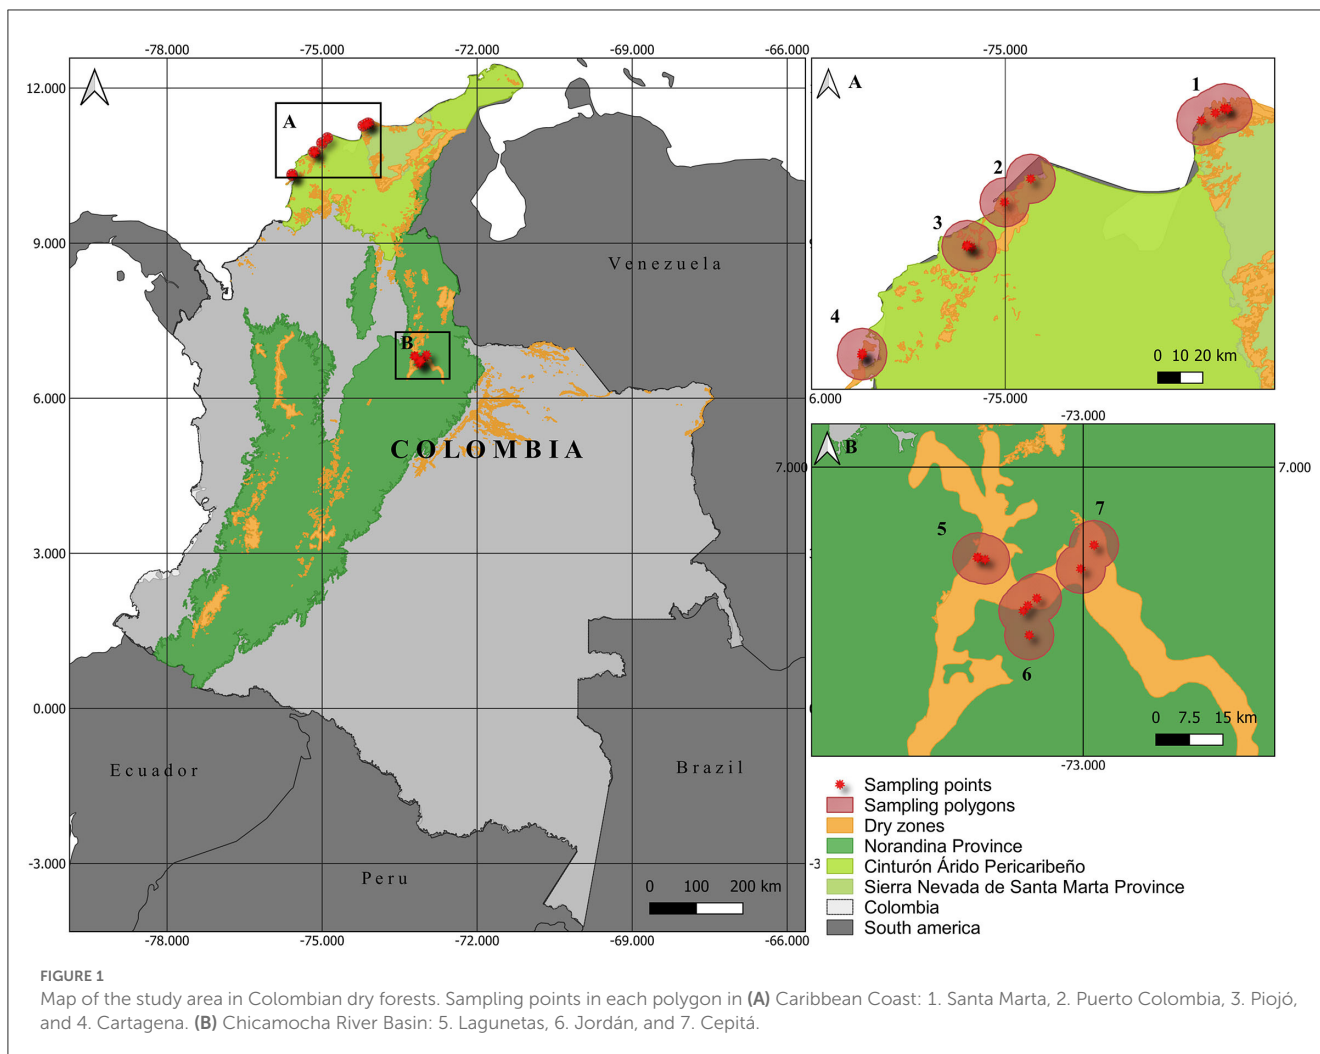 -78.000 -75.000 -72.000 -69.000 -66.000
12.000
9.000
6.000
3.000
0.000
-3.000
A
B
Venezuela
COLOMBIA
Ecuador
Peru
Brazil
0 100 200 km
-78.000 -75.000 -72.000 -69.000 -66.000
-75.000
A
1
2
3
4
0 10 20 km
6.000 -75.000
-73.000
B
7.000 7.000
5
7
6
0 7.5 15 km
-73.000
-3
Sampling points
Sampling polygons
Dry zones
Norandina Province
Cinturón Árido Pericaribeño
Sierra Nevada de Santa Marta Province
Colombia
South america
FIGURE 1
Map of the study area in Colombian dry forests. Sampling points in each polygon in (A) Caribbean Coast: 1. Santa Marta, 2. Puerto Colombia, 3. Piojó,
and 4. Cartagena. (B) Chicamocha River Basin: 5. Lagunetas, 6. Jordán, and 7. Cepitá.